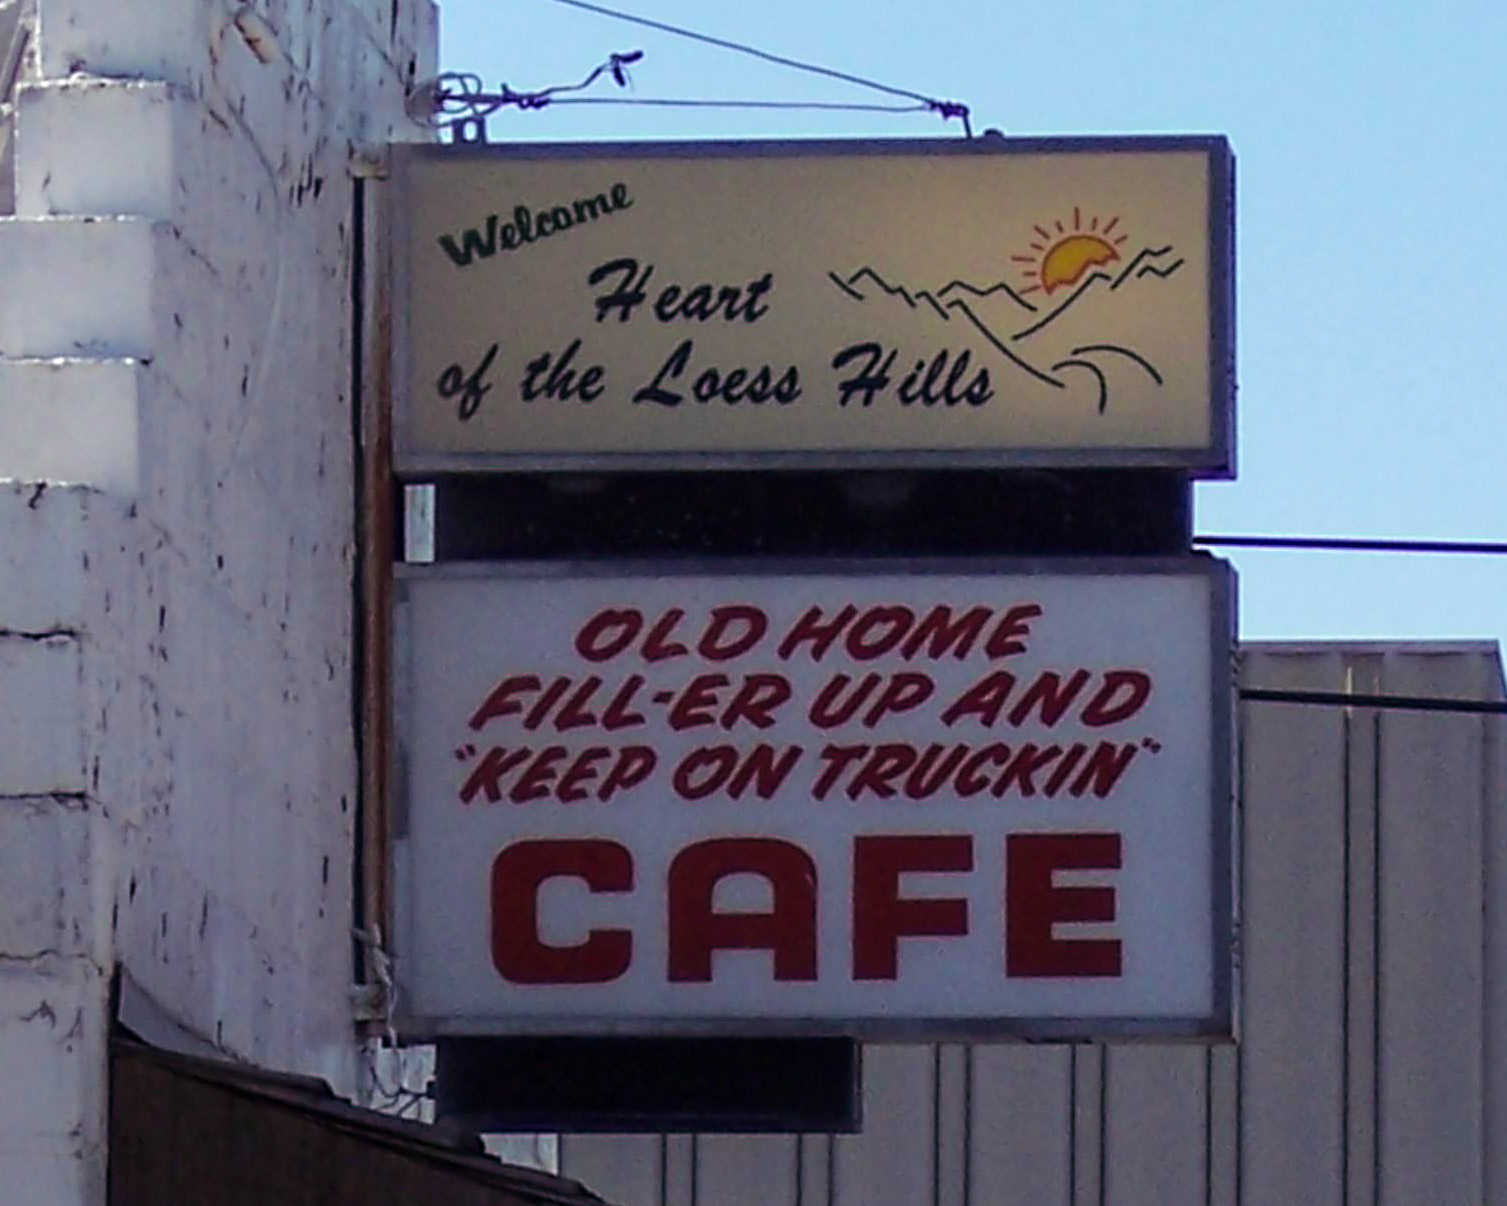 Welcome
Heart
of the Loess Hills
OLD HOME
FILL-ER UP AND
"KEEP ON TRUCKIN"
CAFE